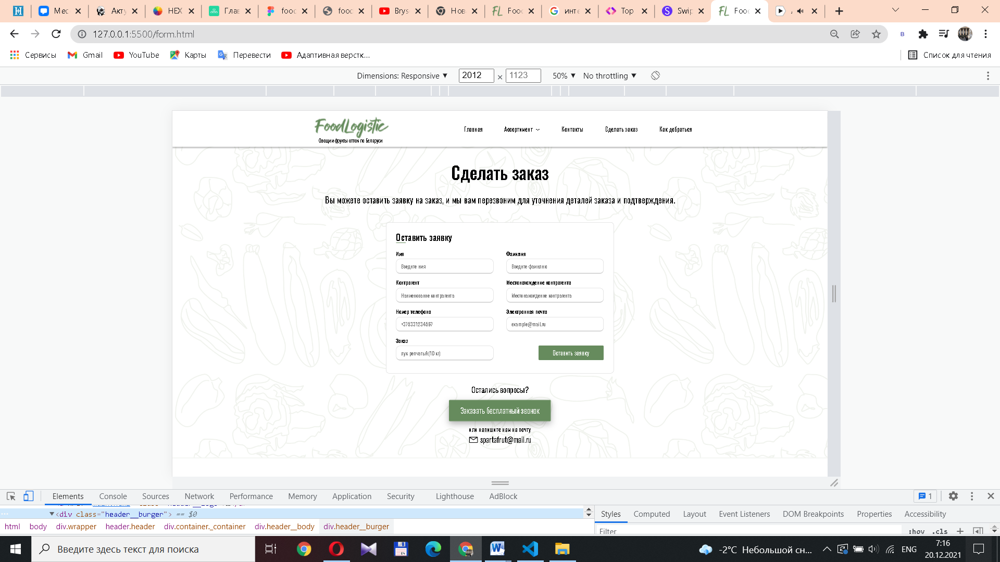 Мес
Акту
HEX
Глав
food
food
Bryse
Нов
Food
инте
Top
Swip
Food
127.0.0.1:5500/form.html
Сервисы
Gmail
YouTube
Карты
Перевести
Адаптивная верстк...
Список для чтения
Dimensions: Responsive ▼ 2012 × 1123 50% ▼ No throttling ▼
FoodLogistic
Овощи и фрукты оптом по Беларуси
Главная Ассортимент Контакты Сделать заказ Как добраться
Сделать заказ
Вы можете оставить заявку на заказ, и мы вам перезвоним для уточнения деталей заказа и подтверждения.
Оставить заявку
Имя Фамилия
Введите имя Введите фамилию
Контрагент Местонахождение контрагента
Наименование контрагента Местонахождение контрагента
Номер телефона Электронная почта
+375331234567 example@mail.ru
Заказ
лук репчатый(10 кг) Оставить заявку
Остались вопросы?
Заказать бесплатный звонок
или напишите нам на почту
spartafrut@mail.ru
Elements Console Sources Network Performance Memory Application Security Lighthouse AdBlock 1
<div class="header__burger"> == $0
Styles Computed Layout Event Listeners DOM Breakpoints Properties Accessibility
html body div.wrapper header.header div.container._container div.header__body div.header__burger
Filter :hov .cls
Введите здесь текст для поиска
-2°C Небольшой сн...
ENG
7:16
20.12.2021